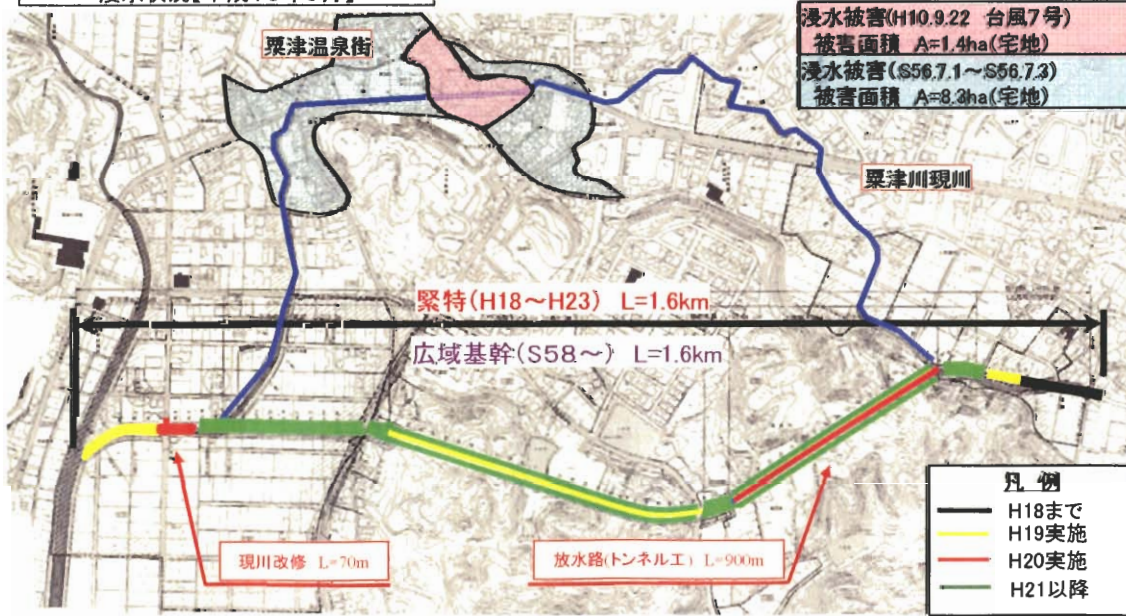 浸水被害(H10.9.22 台風7号)
被害面積 A=1.4ha(宅地)
浸水被害(S56.7.1～S56.7.3)
被害面積 A=8.3ha(宅地)
粟津温泉街
粟津川現川
緊特(H18～H23) L=1.6km
広域基幹(S58～) L=1.6km
現川改修 L=70m
放水路(トンネル工) L=900m
凡 例
H18まで
H19実施
H20実施
H21以降